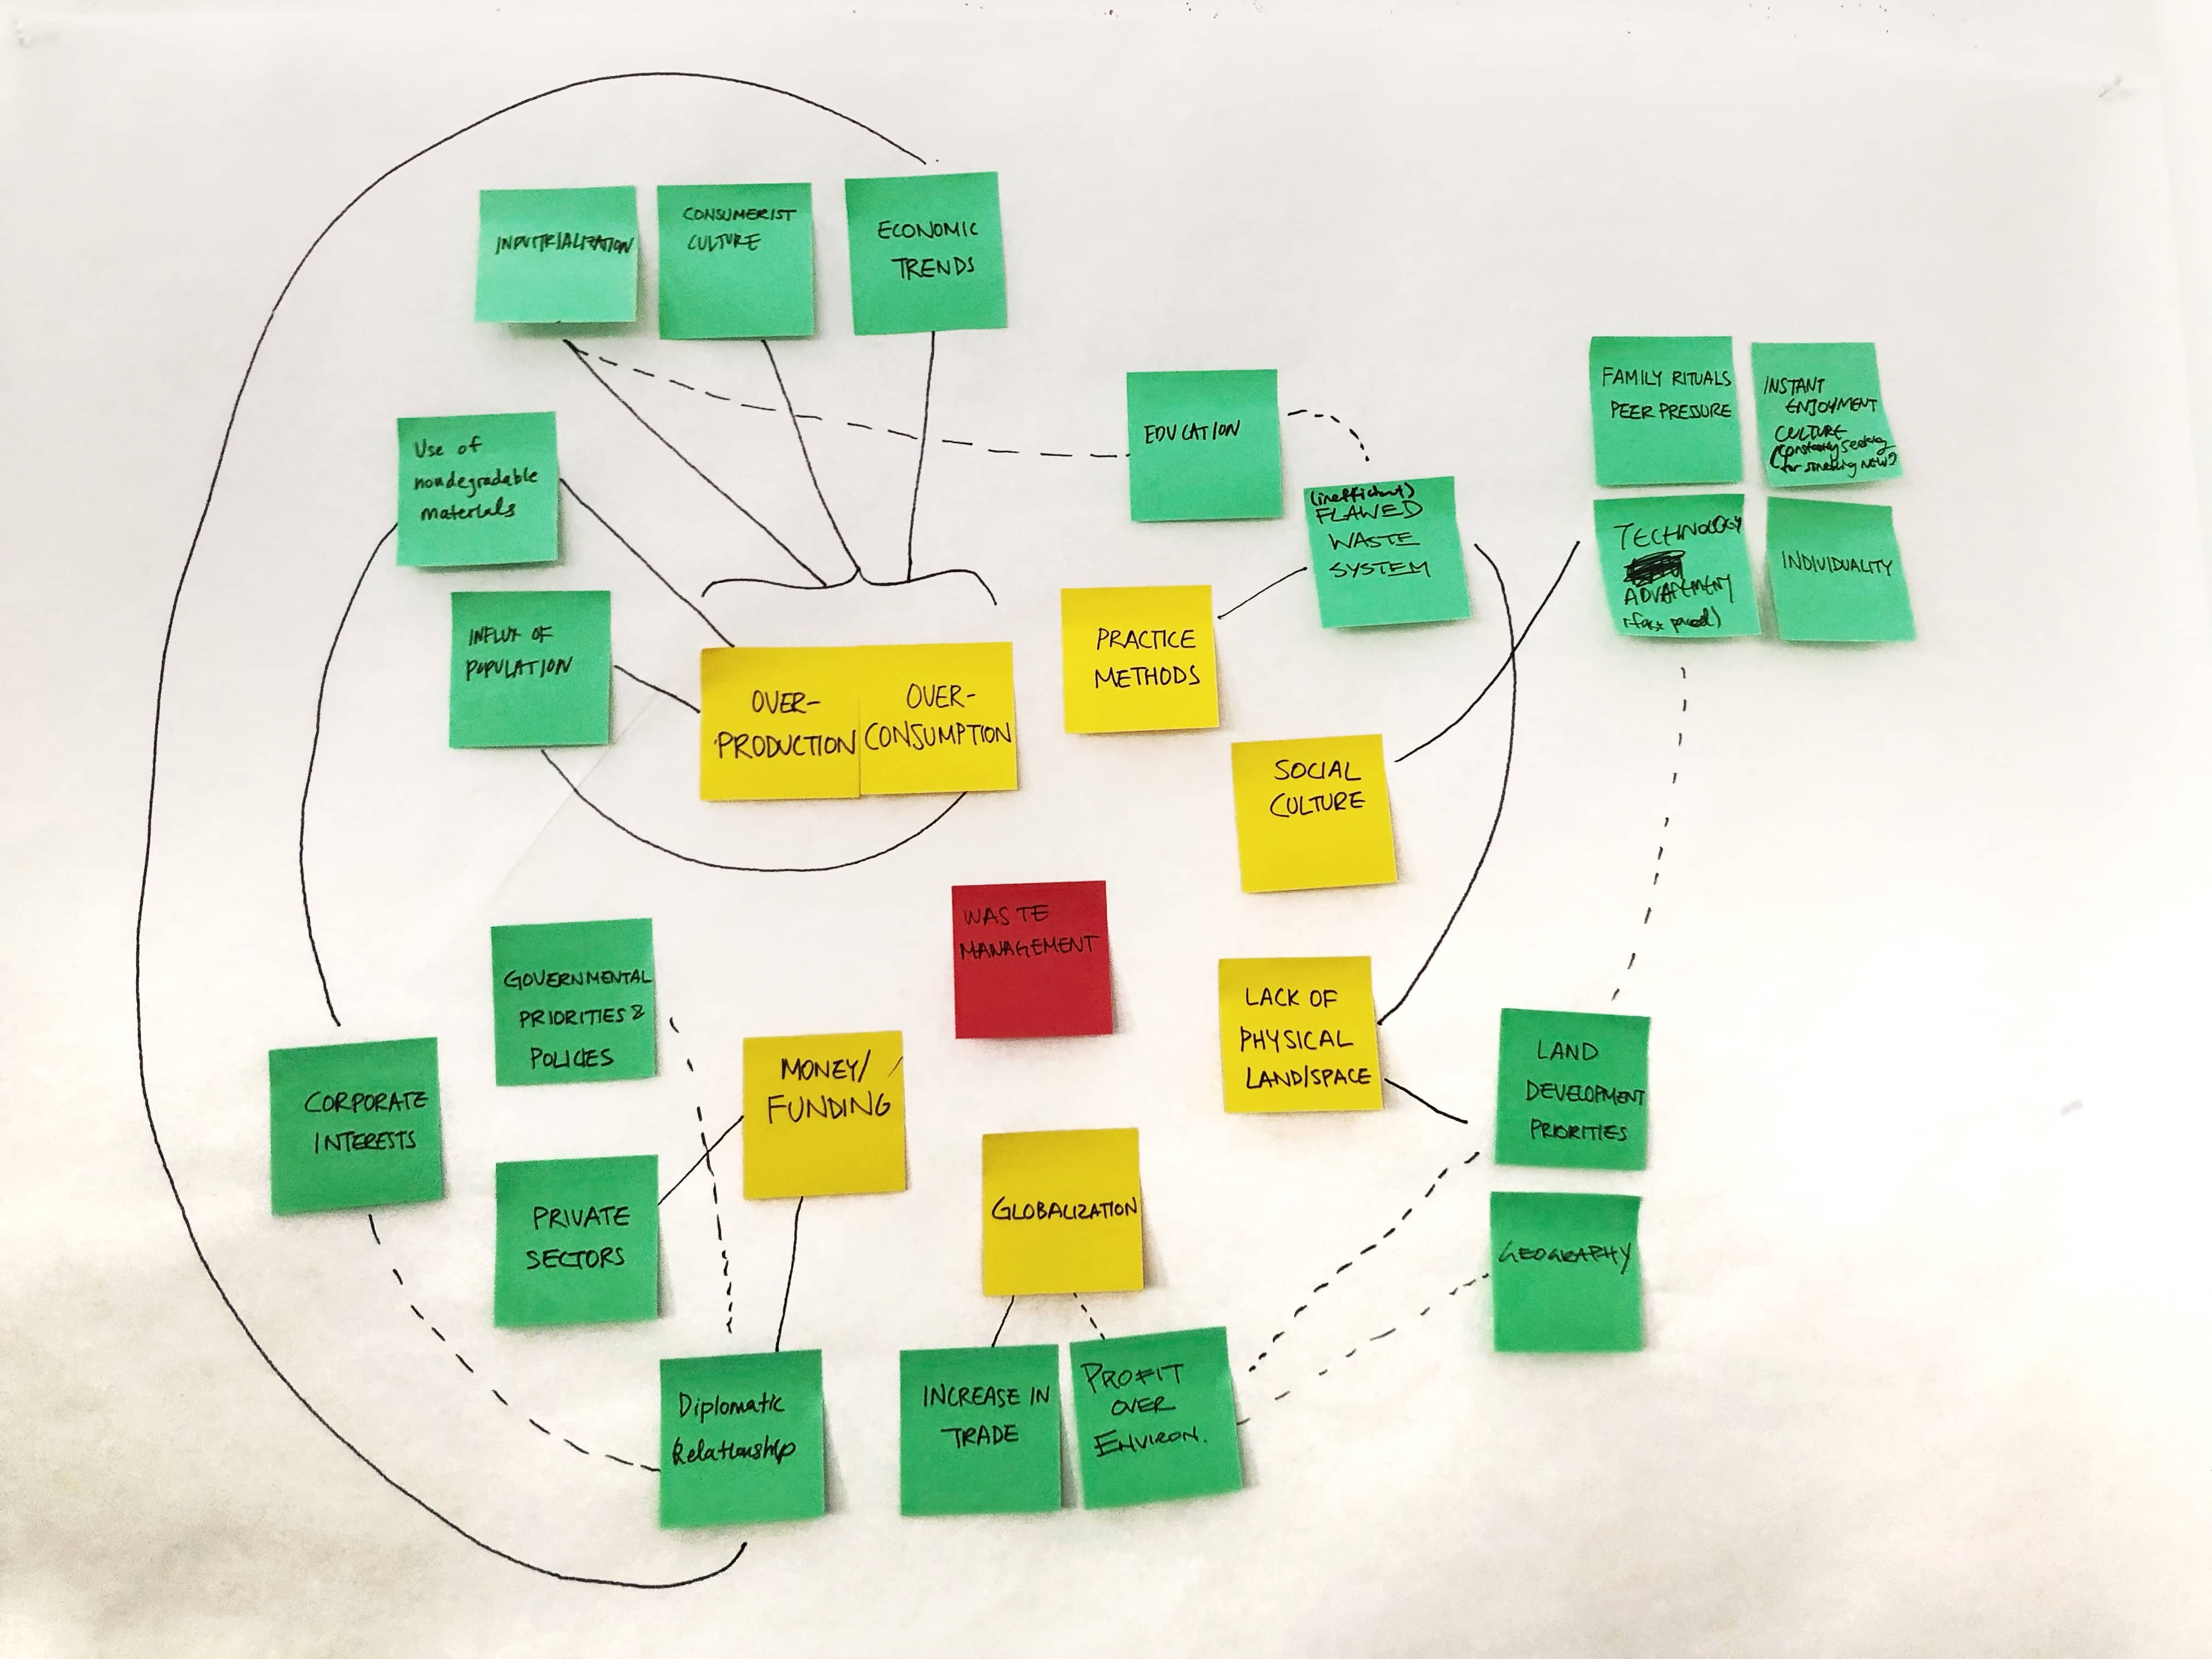 INDUSTRIALIZATION
CONSUMERIST
CULTURE
ECONOMIC
TRENDS
Use of
nondegradable
materials
INFLUX OF
POPULATION
OVER-
PRODUCTION
OVER-
CONSUMPTION
EDUCATION
(inefficient)
FLAWED
WASTE
SYSTEM
PRACTICE
METHODS
SOCIAL
CULTURE
FAMILY RITUALS
PEER PRESSURE
INSTANT
ENJOYMENT
CULTURE
(constantly seeking
for something NEW)
TECHNOLOGY
(fast paced)
INDIVIDUALITY
WASTE
MANAGEMENT
GOVERNMENTAL
PRIORITIES &
POLICIES
MONEY/
FUNDING
LACK OF
PHYSICAL
LAND/SPACE
LAND
DEVELOPMENT
PRIORITIES
CORPORATE
INTERESTS
PRIVATE
SECTORS
GLOBALIZATION
GEOGRAPHY
Diplomatic
Relationship
INCREASE IN
TRADE
PROFIT
OVER
ENVIRON.